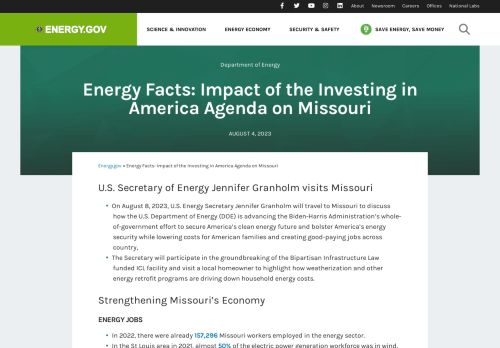 About Newsroom Careers Offices National Labs
ENERGY.GOV SCIENCE & INNOVATION ENERGY ECONOMY SECURITY & SAFETY SAVE ENERGY, SAVE MONEY
Department of Energy
Energy Facts: Impact of the Investing in
America Agenda on Missouri
AUGUST 4, 2023
Energy.gov » Energy Facts: Impact of the Investing in America Agenda on Missouri
U.S. Secretary of Energy Jennifer Granholm visits Missouri
• On August 8, 2023, U.S. Energy Secretary Jennifer Granholm will travel to Missouri to discuss
how the U.S. Department of Energy (DOE) is advancing the Biden-Harris Administration's whole-
of-government effort to secure America's clean energy future and bolster America's energy
security while lowering costs for American families and creating good-paying jobs across
country,
• The Secretary will participate in the groundbreaking of the Bipartisan Infrastructure Law
funded ICL facility and visit a local homeowner to highlight how weatherization and other
energy retrofit programs are driving down household energy costs.
Strengthening Missouri's Economy
ENERGY JOBS
• In 2022, there were already 157,296 Missouri workers employed in the energy sector.
• In the St Louis area in 2021, almost 50% of the electric power generation workforce was in wind,